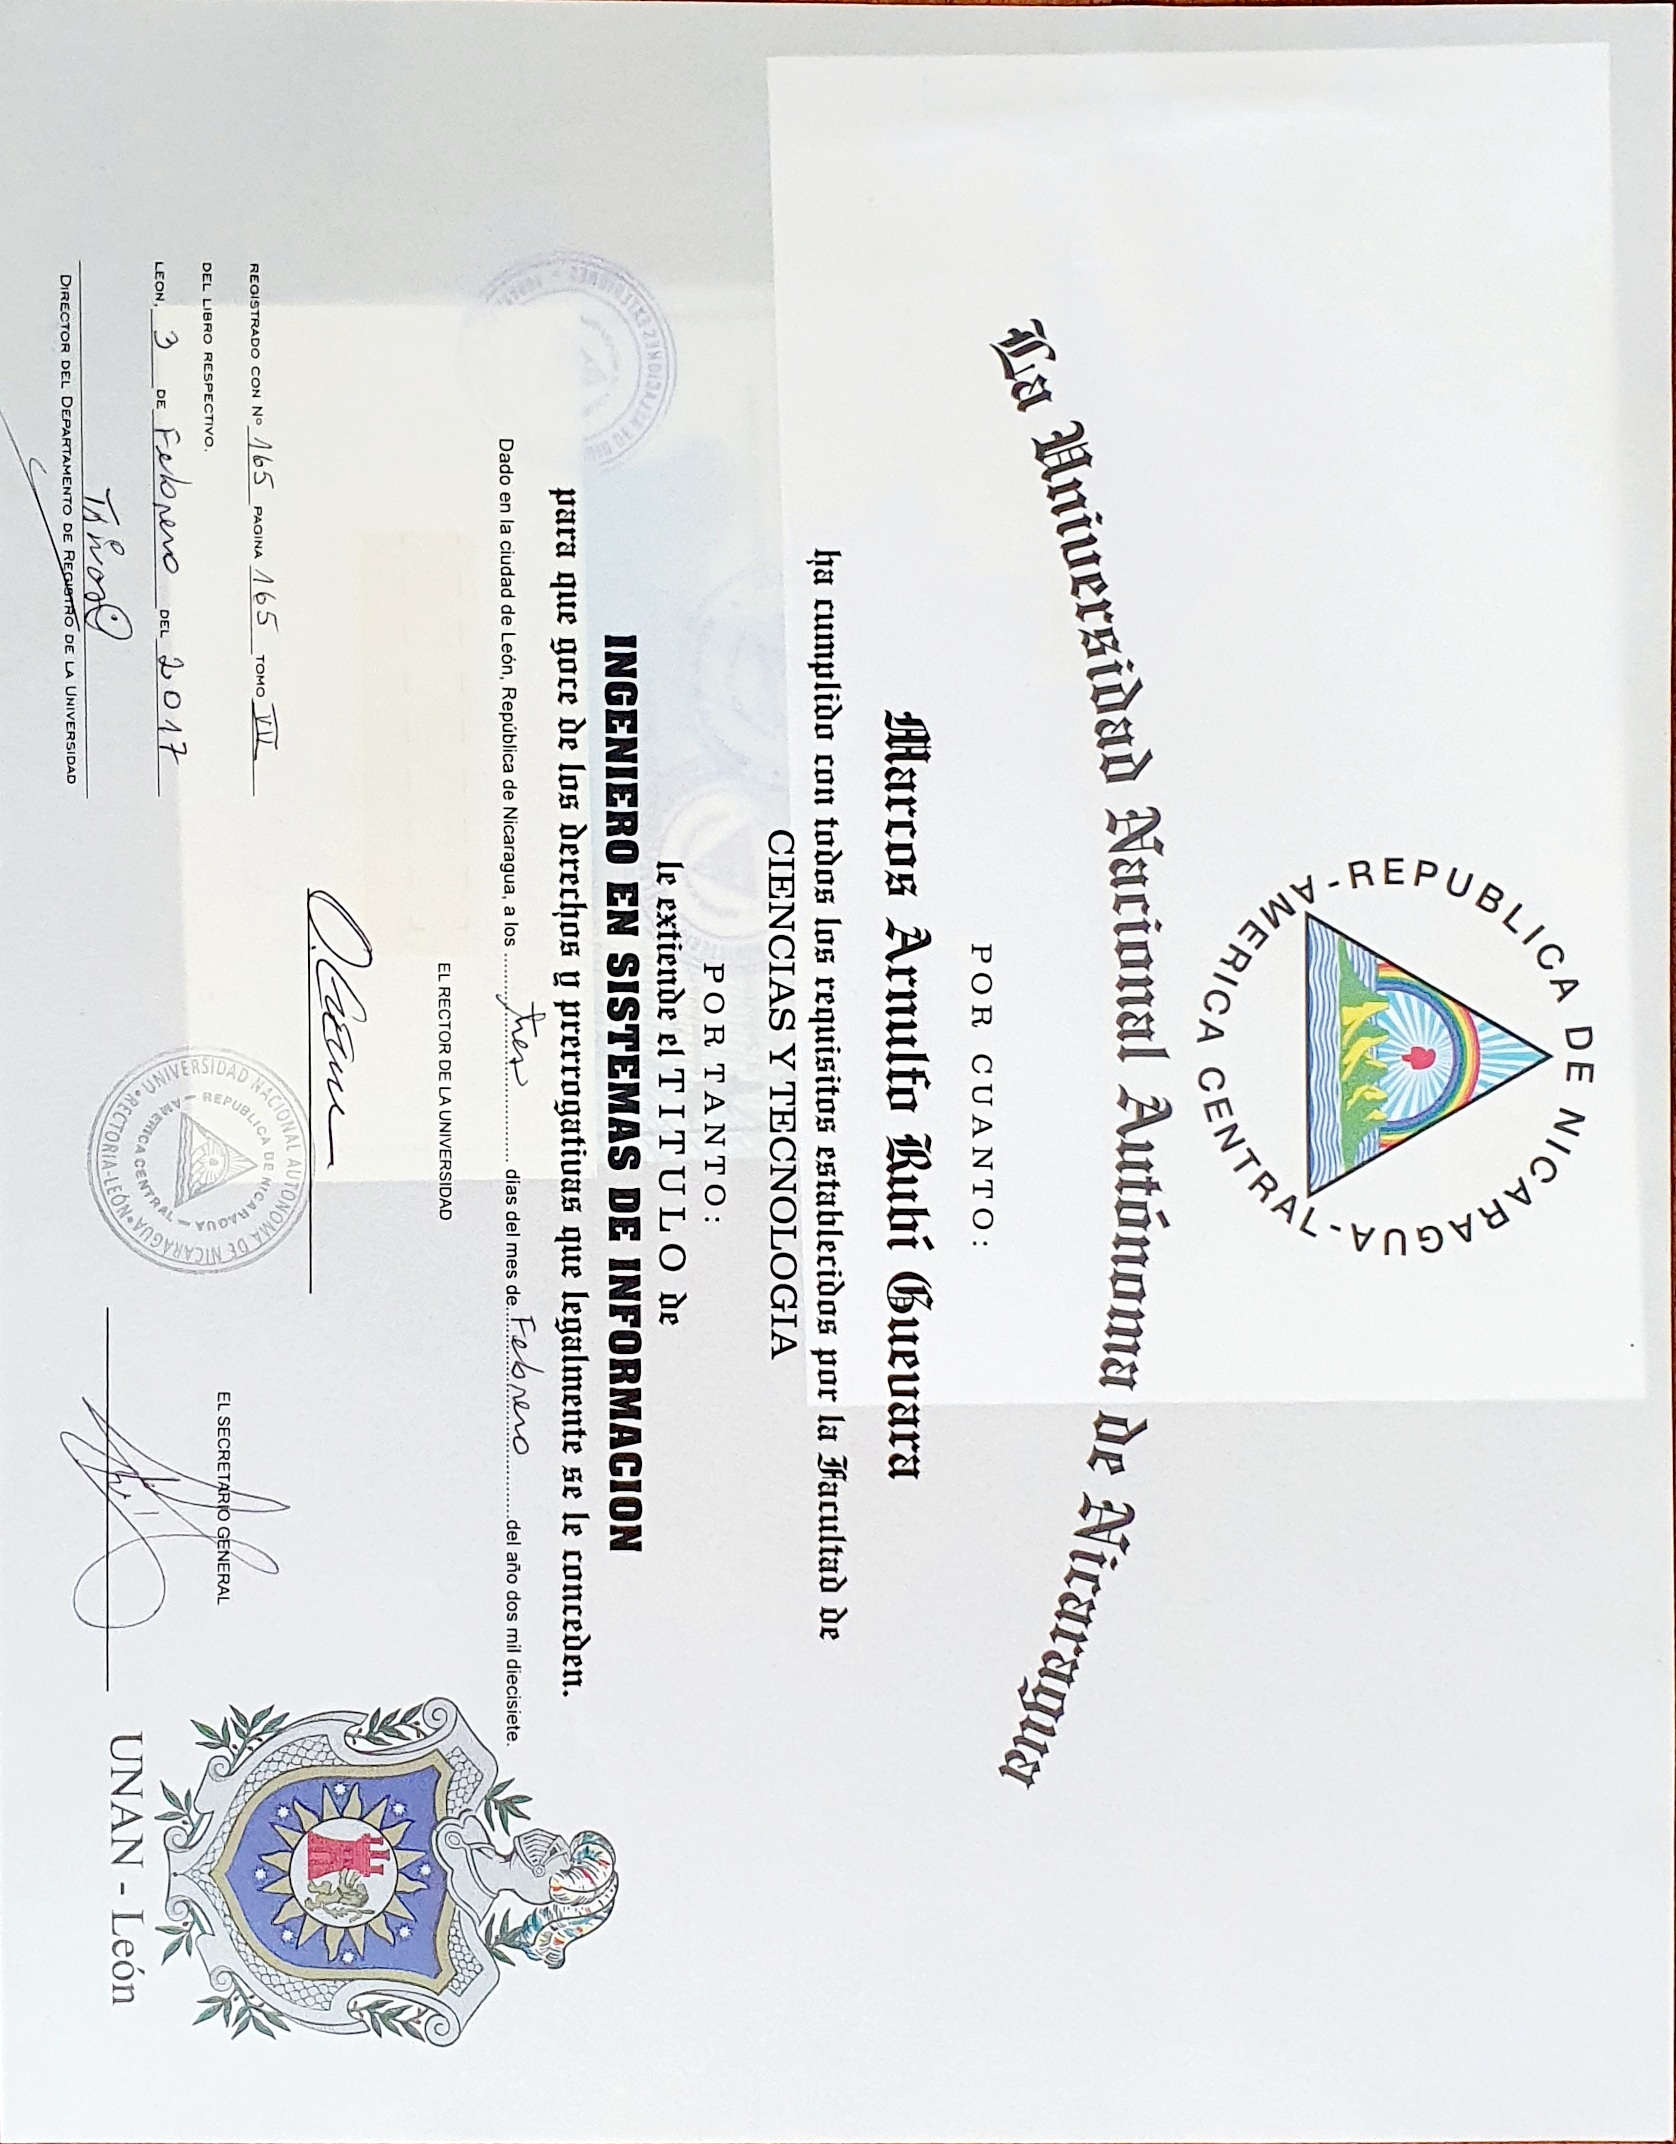 REPUBLICA DE NICARAGUA
- AMERICA CENTRAL -
La Universidad Nacional Autónoma de Nicaragua
POR CUANTO:
Marcos Arnulfo Rubí Guevara
ha cumplido con todos los requisitos establecidos por la Facultad de
CIENCIAS Y TECNOLOGIA
POR TANTO:
le extiende el TITULO de
INGENIERO EN SISTEMAS DE INFORMACION
para que goce de los derechos y prerrogativas que legalmente se le conceden.
Dado en la ciudad de León, República de Nicaragua, a los tres días del mes de Febrero del año dos mil diecisiete.
EL RECTOR DE LA UNIVERSIDAD
REGISTRADO CON Nº 165 PAGINA 165 TOMO VII
DEL LIBRO RESPECTIVO.
LEON, 3 DE Febrero DEL 2017
DIRECTOR DEL DEPARTAMENTO DE REGISTRO DE LA UNIVERSIDAD
UNIVERSIDAD NACIONAL AUTONOMA DE NICARAGUA
REPUBLICA DE NICARAGUA
AMERICA CENTRAL
RECTORIA-LEÓN
EL SECRETARIO GENERAL
UNAN - León